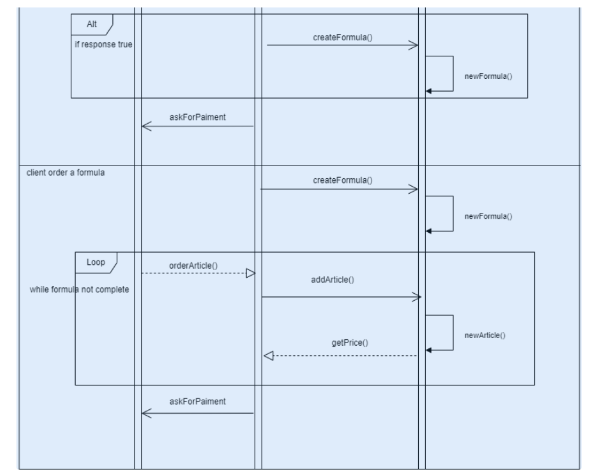 Alt
if response true
createFormula()
newFormula()
askForPaiment
client order a formula
createFormula()
newFormula()
Loop
orderArticle()
while formula not complete
addArticle()
newArticle()
getPrice()
askForPaiment